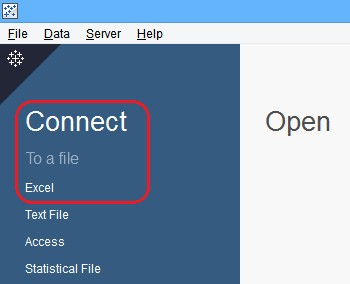 File Data Server Help
Connect
Open
To a file
Excel
Text File
Access
Statistical File